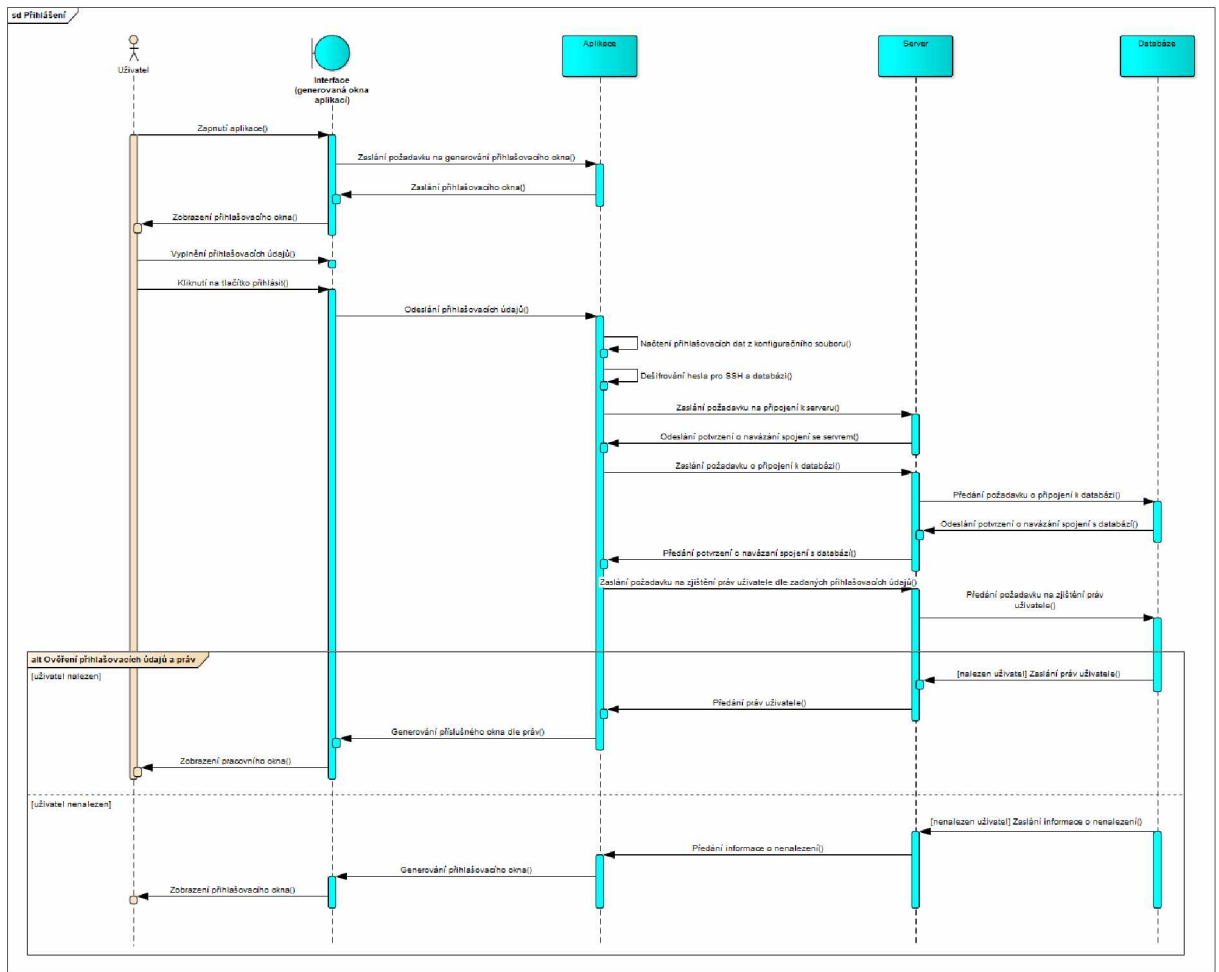 sd Přihlášení
Uživatel
Interface
(generovaná okna
aplikací)
Aplikace
Server
Databáze
Zapnutí aplikace()
Zaslání požadavku na generování přihlašovacího okna()
Zaslání přihlašovacího okna()
Zobrazení přihlašovacího okna()
Vyplnění přihlašovacích údajů()
Kliknutí na tlačítko přihlásit()
Odeslání přihlašovacích údajů()
Načtení přihlašovacích dat z konfiguračního souboru()
Dešifrování hesla pro SSH a databázi()
Zaslání požadavku na připojení k serveru()
Odeslání potvrzení o navázání spojení se servrem()
Zaslání požadavku o připojení k databázi()
Předání požadavku o připojení k databázi()
Odeslání potvrzení o navázání spojení s databází()
Předání potvrzení o navázaní spojení s databází()
Zaslání požadavku na zjištění práv uživatele dle zadaných přihlašovacích údajů()
Předání požadavku na zjištění práv
uživatele()
alt Ověření přihlašovacích údajů a práv
[uživatel nalezen]
[nalezen uživatel] Zaslání práv uživatele()
Předání práv uživatele()
Generování příslušného okna dle práv()
Zobrazení pracovního okna()
[uživatel nenalezen]
[nenalezen uživatel] Zaslání informace o nenalezení()
Předání informace o nenalezení()
Generování přihlašovacího okna()
Zobrazení přihlašovacího okna()